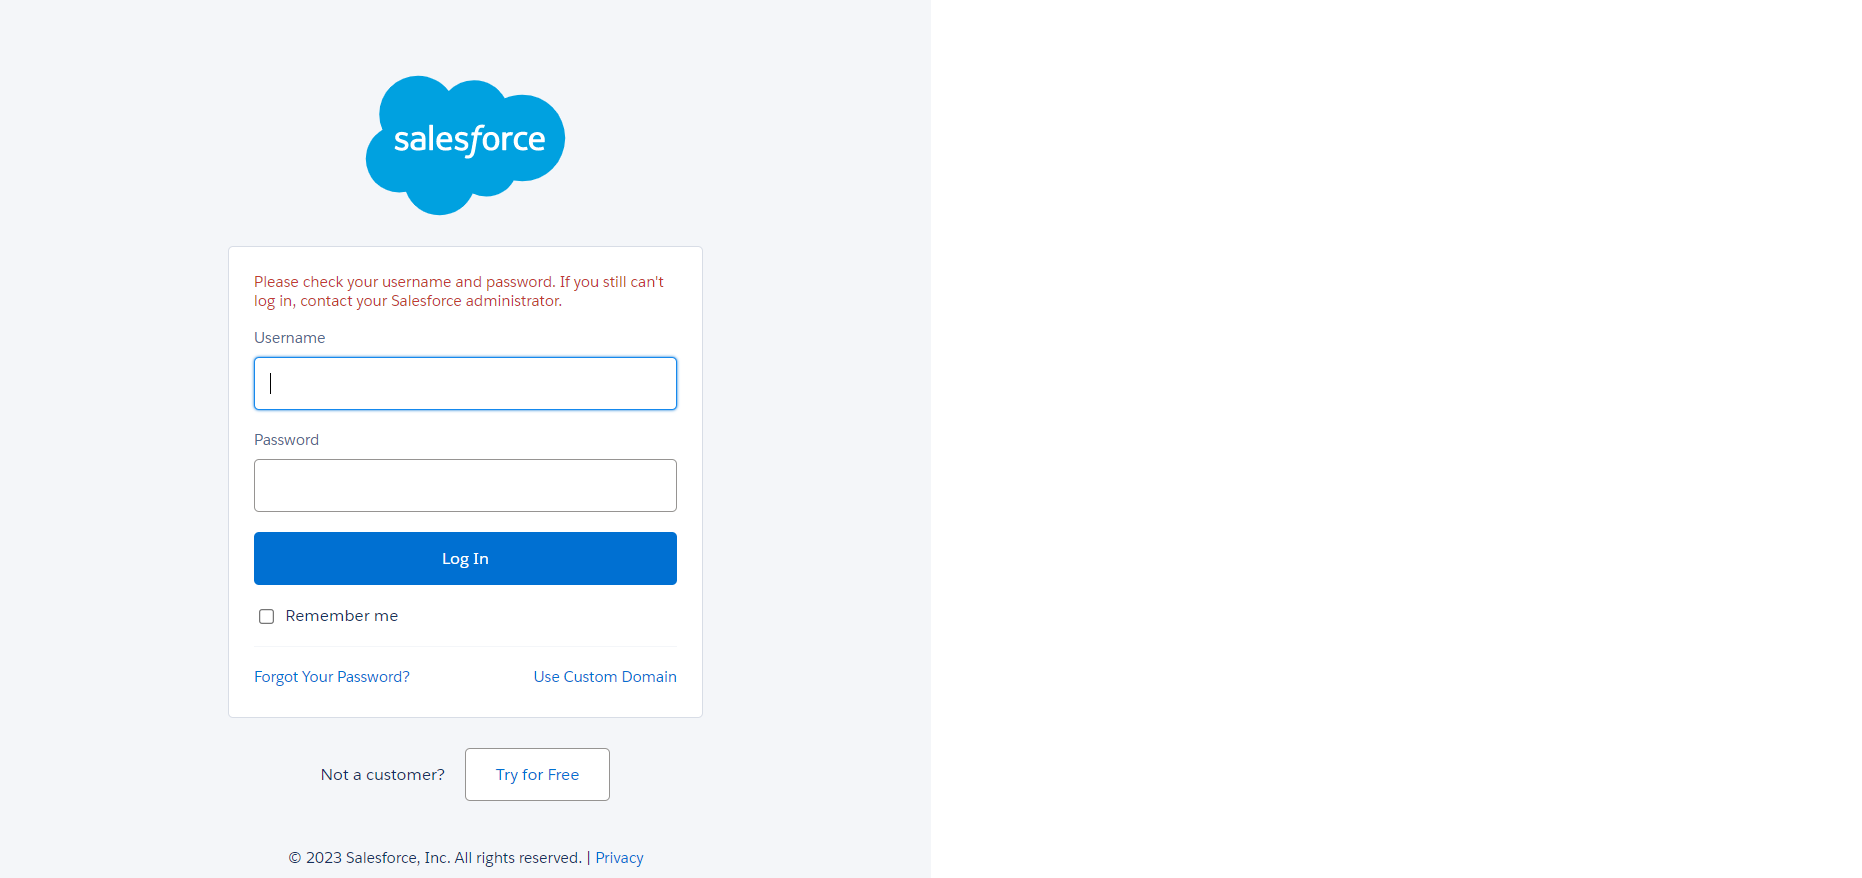 salesforce
Please check your username and password. If you still can't
log in, contact your Salesforce administrator.
Username
Password
Log In
Remember me
Forgot Your Password? Use Custom Domain
Not a customer? Try for Free
© 2023 Salesforce, Inc. All rights reserved. | Privacy